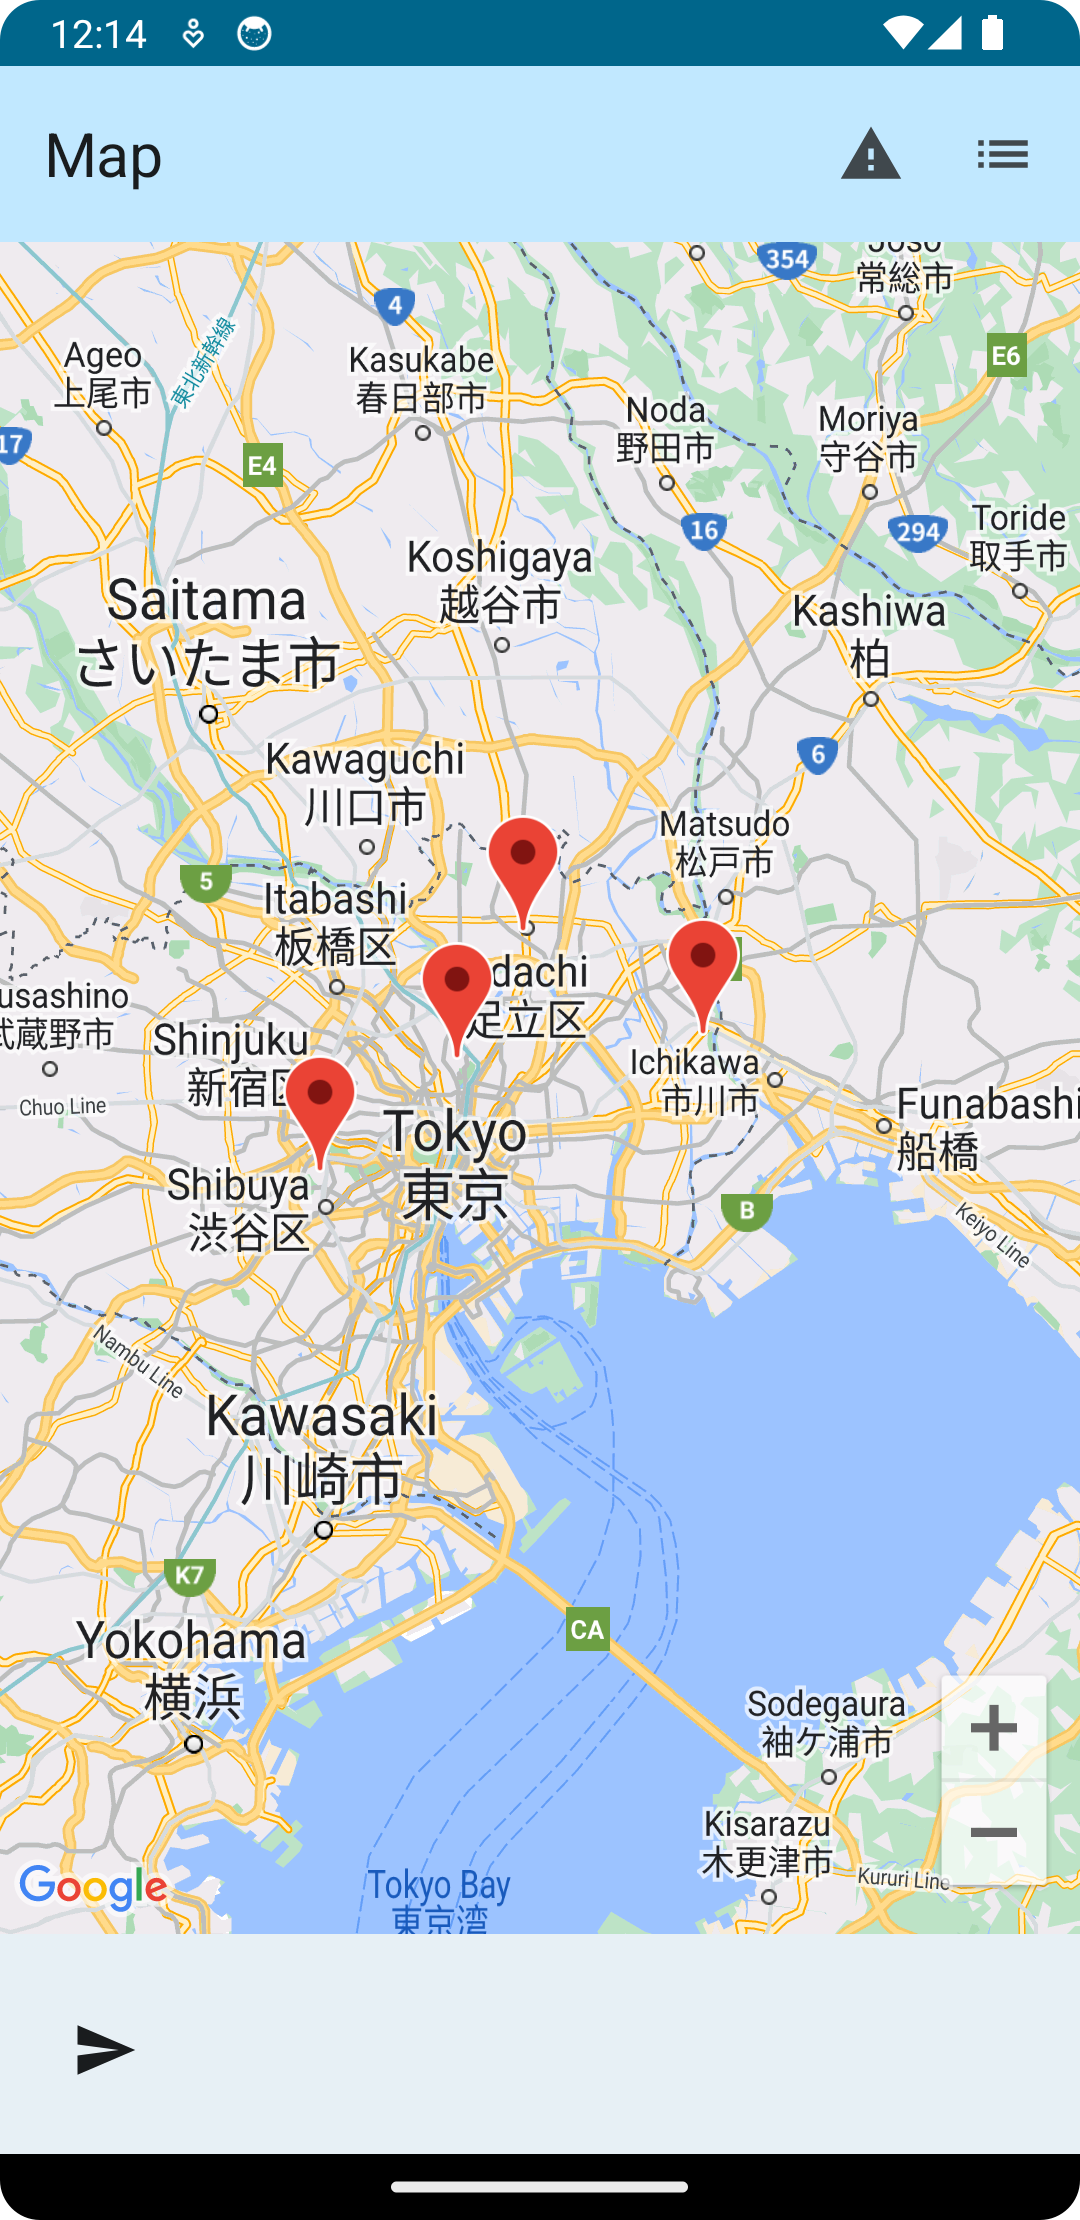 12:14
Map
Joso
常総市
354
4
E6
Ageo
上尾市
東北新幹線
Kasukabe
春日部市
Noda
野田市
Moriya
守谷市
17
E4
16
294
Toride
取手市
Koshigaya
越谷市
Saitama
さいたま市
Kashiwa
柏
Kawaguchi
川口市
6
Matsudo
松戸市
5
Itabashi
板橋区
dachi
足立区
usashino
武蔵野市
Shinjuku
新宿区
Ichikawa
市川市
Chuo Line
Funabashi
船橋
Tokyo
東京
Shibuya
渋谷区
B
Keiyo Line
Nambu Line
Kawasaki
川崎市
K7
CA
Yokohama
横浜
Sodegaura
袖ケ浦市
Kisarazu
木更津市
Kururi Line
Google
Tokyo Bay
東京湾